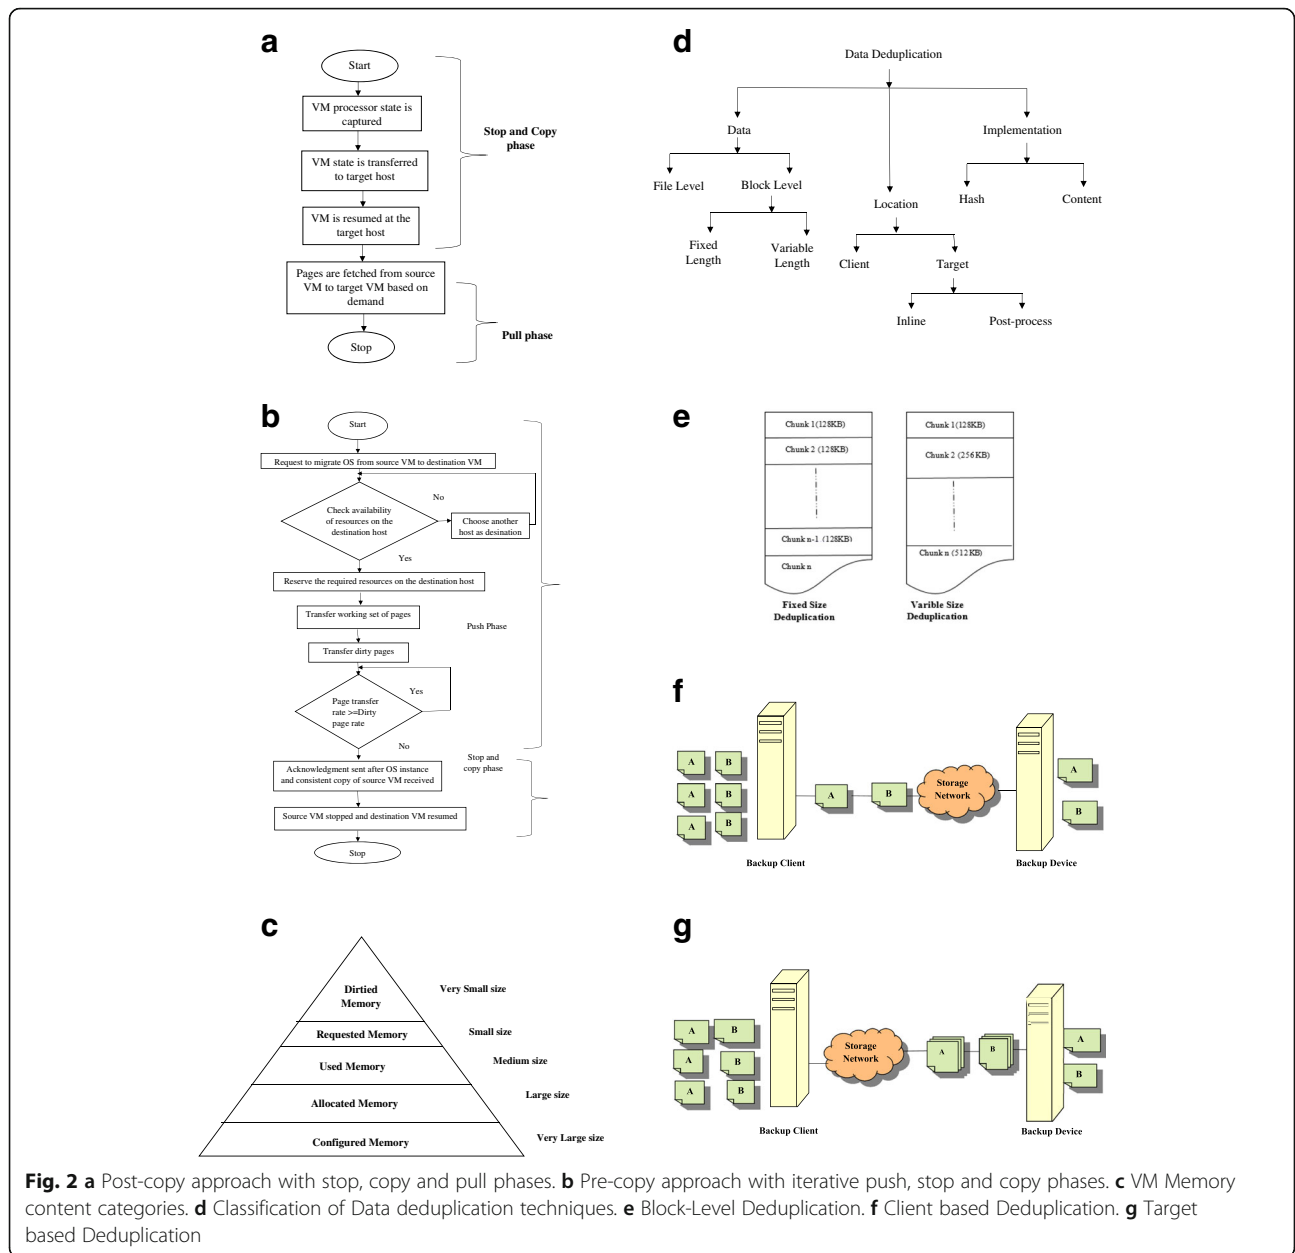 a
Start
VM processor state is
captured
VM state is transferred
to target host
VM is resumed at the
target host
Stop and Copy
phase
Pages are fetched from source
VM to target VM based on
demand
Stop
Pull phase
b
Start
Request to migrate OS from source VM to destination VM
Check availability
of resources on the
destination host
No
Choose another
host as desination
Yes
Reserve the required resources on the destination host
Transfer working set of pages
Push Phase
Transfer dirty pages
Page transfer
rate >=Dirty
page rate
Yes
No
Stop and
copy phase
Acknowledgment sent after OS instance
and consistent copy of source VM received
Source VM stopped and destination VM resumed
Stop
c
Dirtied
Memory
Very Small size
Requested Memory
Small size
Used Memory
Medium size
Allocated Memory
Large size
Configured Memory
Very Large size
d
Data Deduplication
Data
Implementation
File Level
Block Level
Location
Hash
Content
Fixed
Length
Variable
Length
Client
Target
Inline
Post-process
e
Chunk 1(128KB)
Chunk 2 (128KB)
Chunk n-1 (128KB)
Chunk n
Fixed Size
Deduplication
Chunk 1(128KB)
Chunk 2 (256KB)
Chunk n (512KB)
Varible Size
Deduplication
f
A B
A B
A B
A
B
Storage
Network
A
B
Backup Client
Backup Device
g
A B
A B
A B
Storage
Network
A
B
A
B
Backup Client
Backup Device
Fig. 2 a Post-copy approach with stop, copy and pull phases. b Pre-copy approach with iterative push, stop and copy phases. c VM Memory
content categories. d Classification of Data deduplication techniques. e Block-Level Deduplication. f Client based Deduplication. g Target
based Deduplication